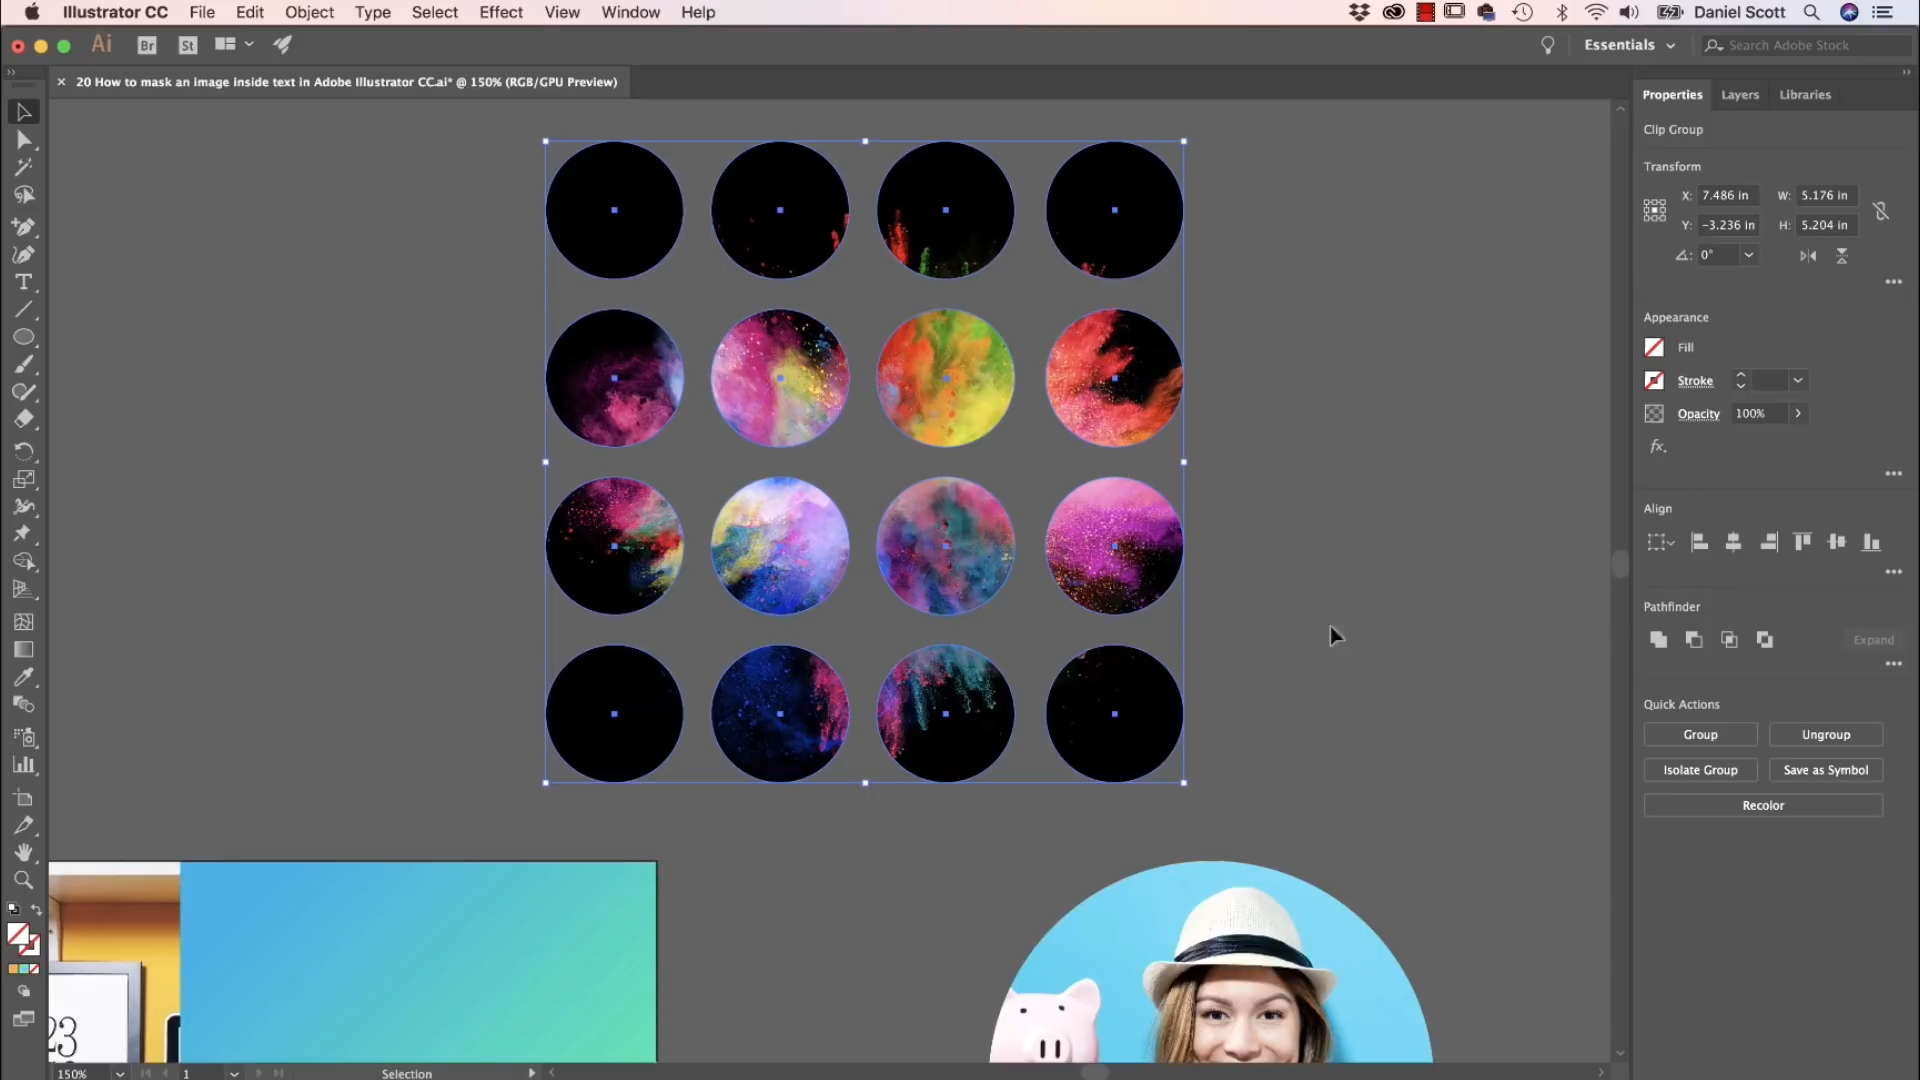 Illustrator CC File Edit Object Type Select Effect View Window Help Daniel Scott
Ai Br St Essentials Search Adobe Stock
20 How to mask an image inside text in Adobe Illustrator CC.ai* @ 150% (RGB/GPU Preview)
Properties Layers Libraries
Clip Group
Transform
X: 7.486 in W: 5.176 in
Y: -3.236 in H: 5.204 in
0°
Appearance
Fill
Stroke
Opacity 100%
fx.
Align
Pathfinder
Expand
Quick Actions
Group Ungroup
Isolate Group Save as Symbol
Recolor
23
150% 1 Selection